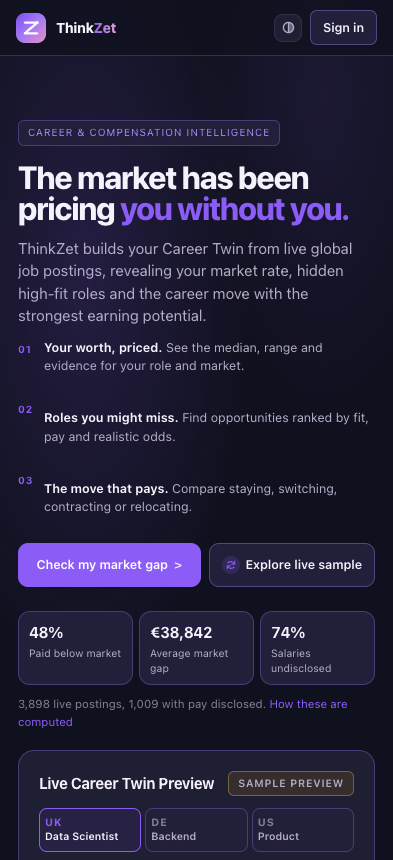 ThinkZet
Sign in
CAREER & COMPENSATION INTELLIGENCE
The market has been
pricing you without you.
ThinkZet builds your Career Twin from live global
job postings, revealing your market rate, hidden
high-fit roles and the career move with the
strongest earning potential.
01 Your worth, priced. See the median, range and
evidence for your role and market.
02 Roles you might miss. Find opportunities ranked by fit,
pay and realistic odds.
03 The move that pays. Compare staying, switching,
contracting or relocating.
Check my market gap >
Explore live sample
48%
Paid below market
€38,842
Average market
gap
74%
Salaries
undisclosed
3,898 live postings, 1,009 with pay disclosed. How these are
computed
Live Career Twin Preview
SAMPLE PREVIEW
UK
Data Scientist
DE
Backend
US
Product